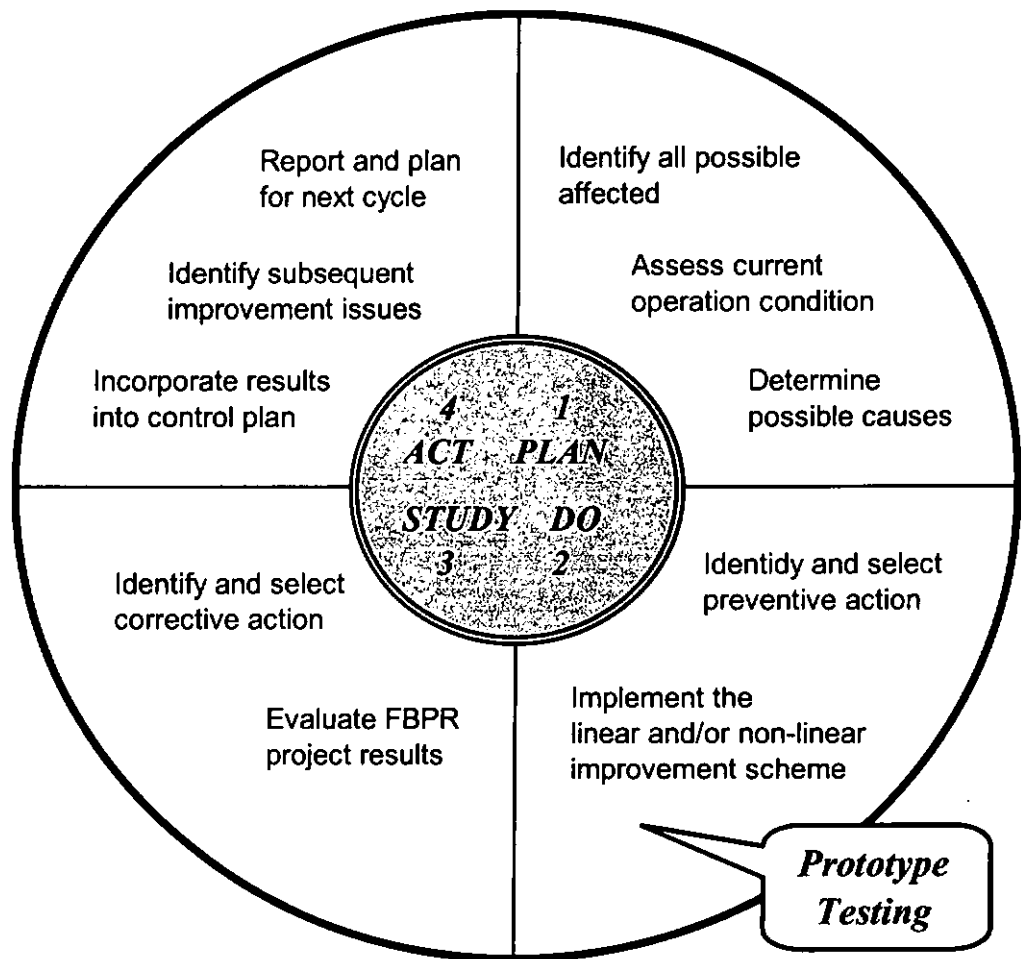 Report and plan
for next cycle
Identify subsequent
improvement issues
Incorporate results
into control plan
Identify all possible
affected
Assess current
operation condition
Determine
possible causes
4 1
ACT PLAN
STUDY DO
3 2
Identify and select
corrective action
Evaluate FBPR
project results
Identidy and select
preventive action
Implement the
linear and/or non-linear
improvement scheme
Prototype
Testing